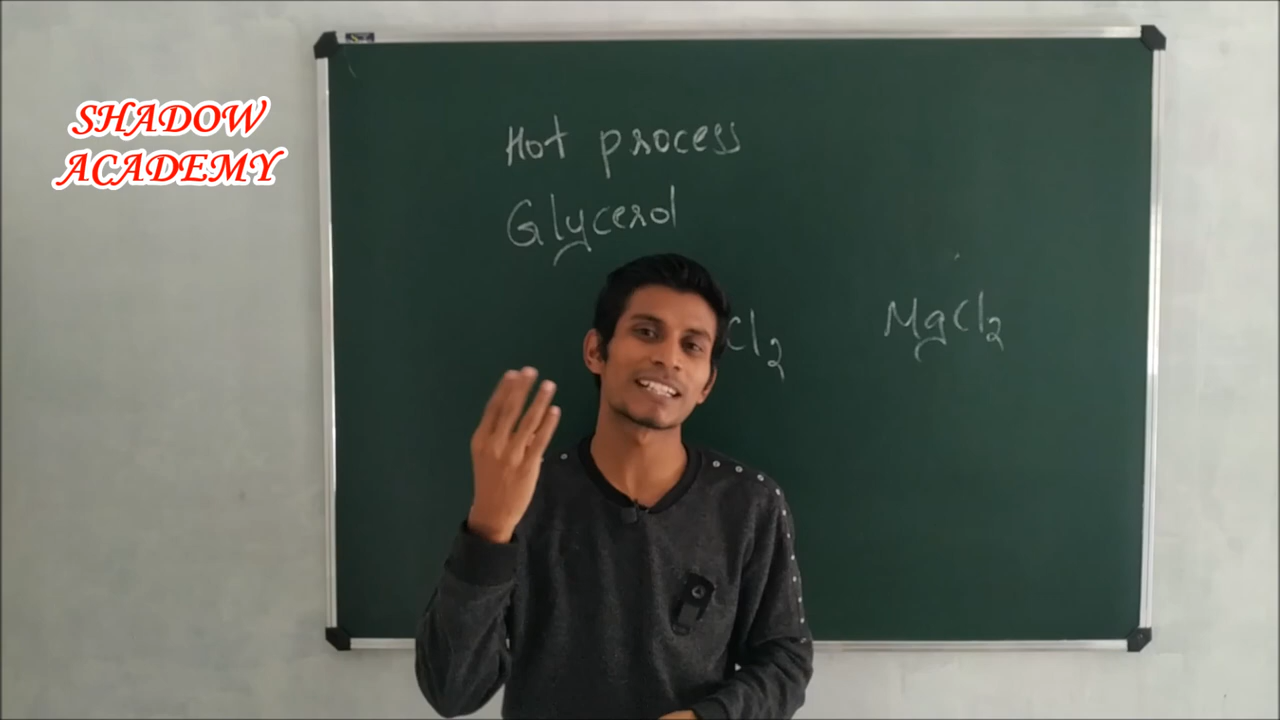 SHADOW
ACADEMY
Hot process
Glycerol
Cl2
MgCl2